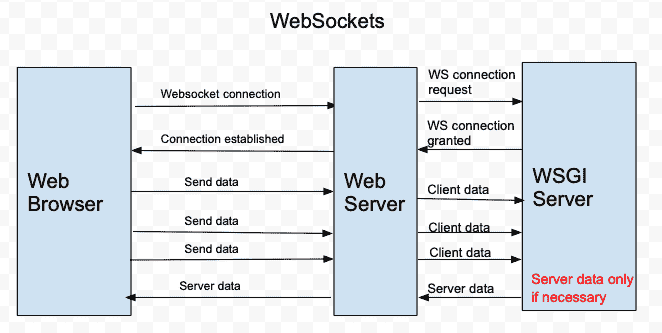 WebSockets
Websocket connection
WS connection
request
Connection established
WS connection
granted
Web
Browser
Send data
Web
Server
Client data
WSGI
Server
Send data
Client data
Send data
Client data
Server data
Server data
Server data only
if necessary